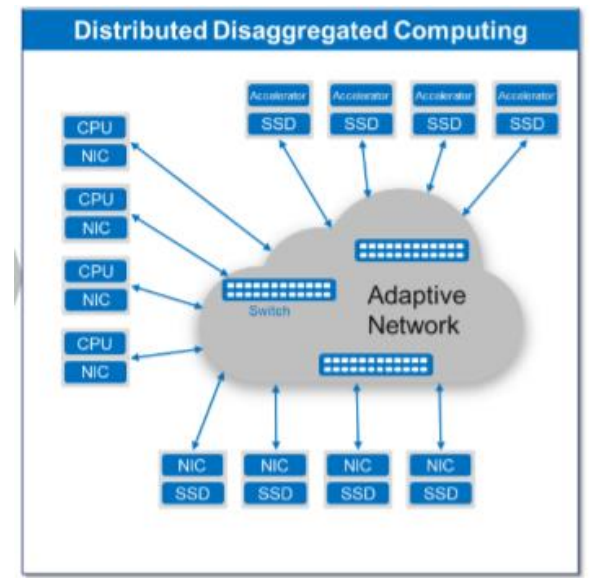 Distributed Disaggregated Computing
Accelerator
Accelerator
Accelerator
Accelerator
SSD
SSD
SSD
SSD
CPU
NIC
CPU
NIC
CPU
NIC
CPU
NIC
Switch
Adaptive
Network
NIC
NIC
NIC
NIC
SSD
SSD
SSD
SSD